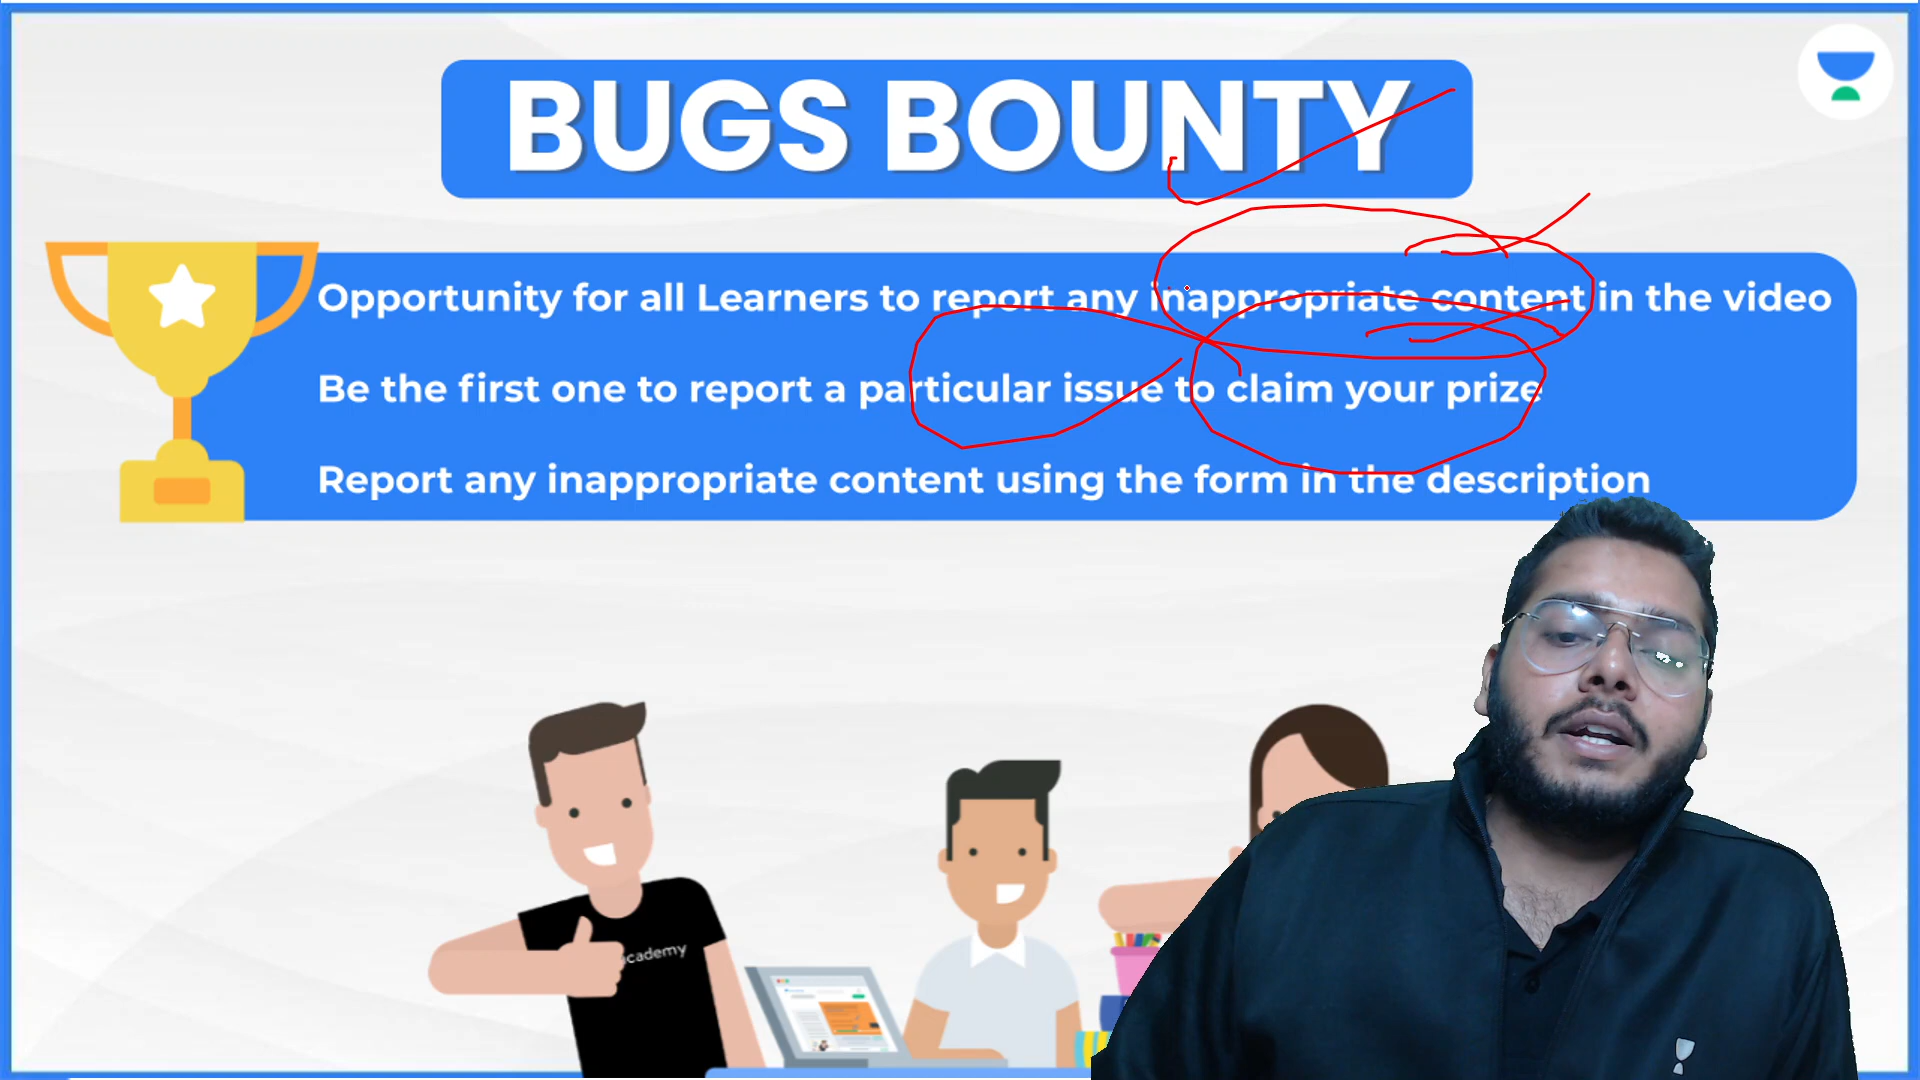 BUGS BOUNTY
Opportunity for all Learners to report any inappropriate content in the video
Be the first one to report a particular issue to claim your prize
Report any inappropriate content using the form in the description
cademy